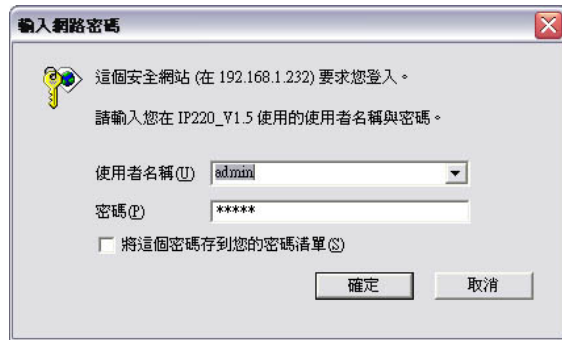 輸入網路密碼
這個安全網站 (在 192.168.1.232) 要求您登入。
請輸入您在 IP220_V1.5 使用的使用者名稱與密碼。
使用者名稱(U) admin
密碼(P) *****
將這個密碼存到您的密碼清單(S)
確定 取消